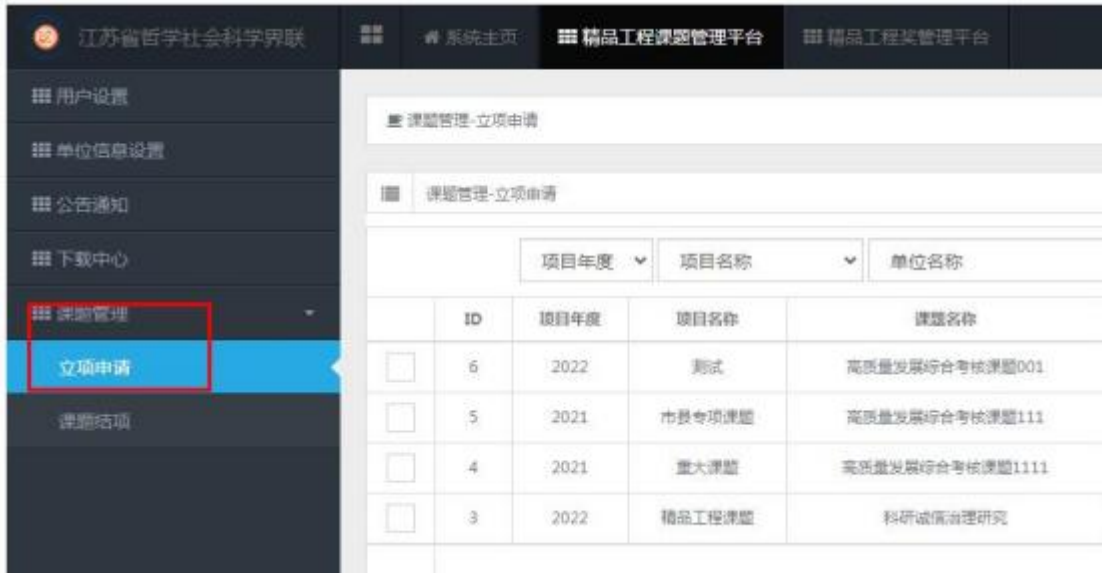 江苏省哲学社会科学界联
系统主页
精品工程课题管理平台
精品工程奖管理平台
用户设置
单位信息设置
公告通知
下载中心
课题管理
立项申请
课题结项
课题管理-立项申请
课题管理-立项申请
项目年度 项目名称 单位名称
ID 项目年度 项目名称 课题名称
6 2022 测试 高质量发展综合考核课题001
5 2021 市县专项课题 高质量发展综合考核课题111
4 2021 重大课题 高质量发展综合考核课题1111
3 2022 精品工程课题 科研诚信治理研究